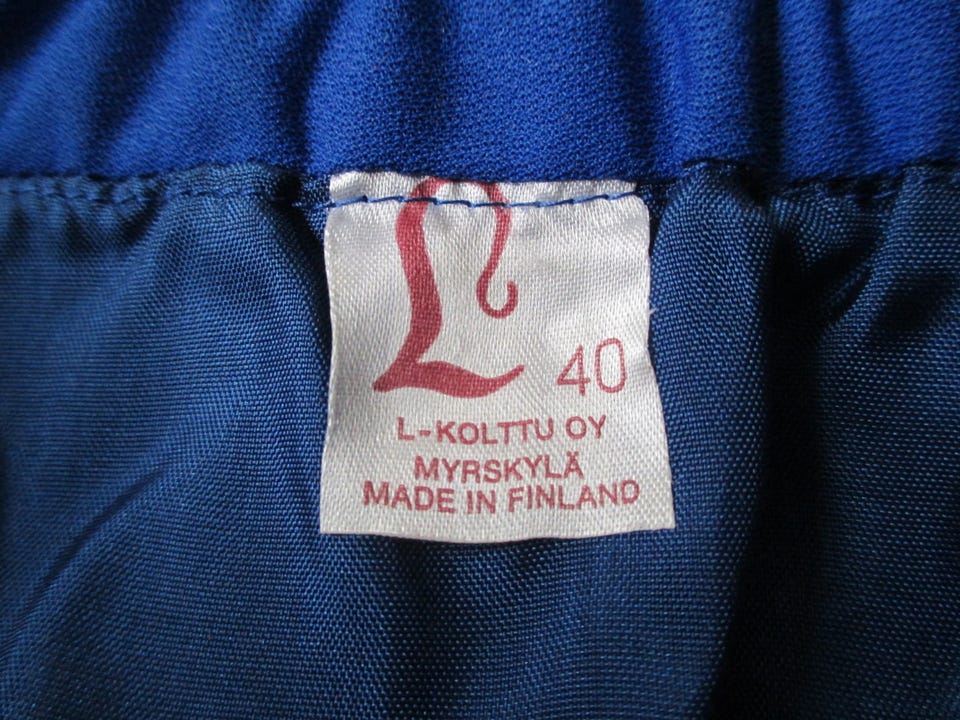 L 40
L-KOLTTU OY
MYRSKYLÄ
MADE IN FINLAND